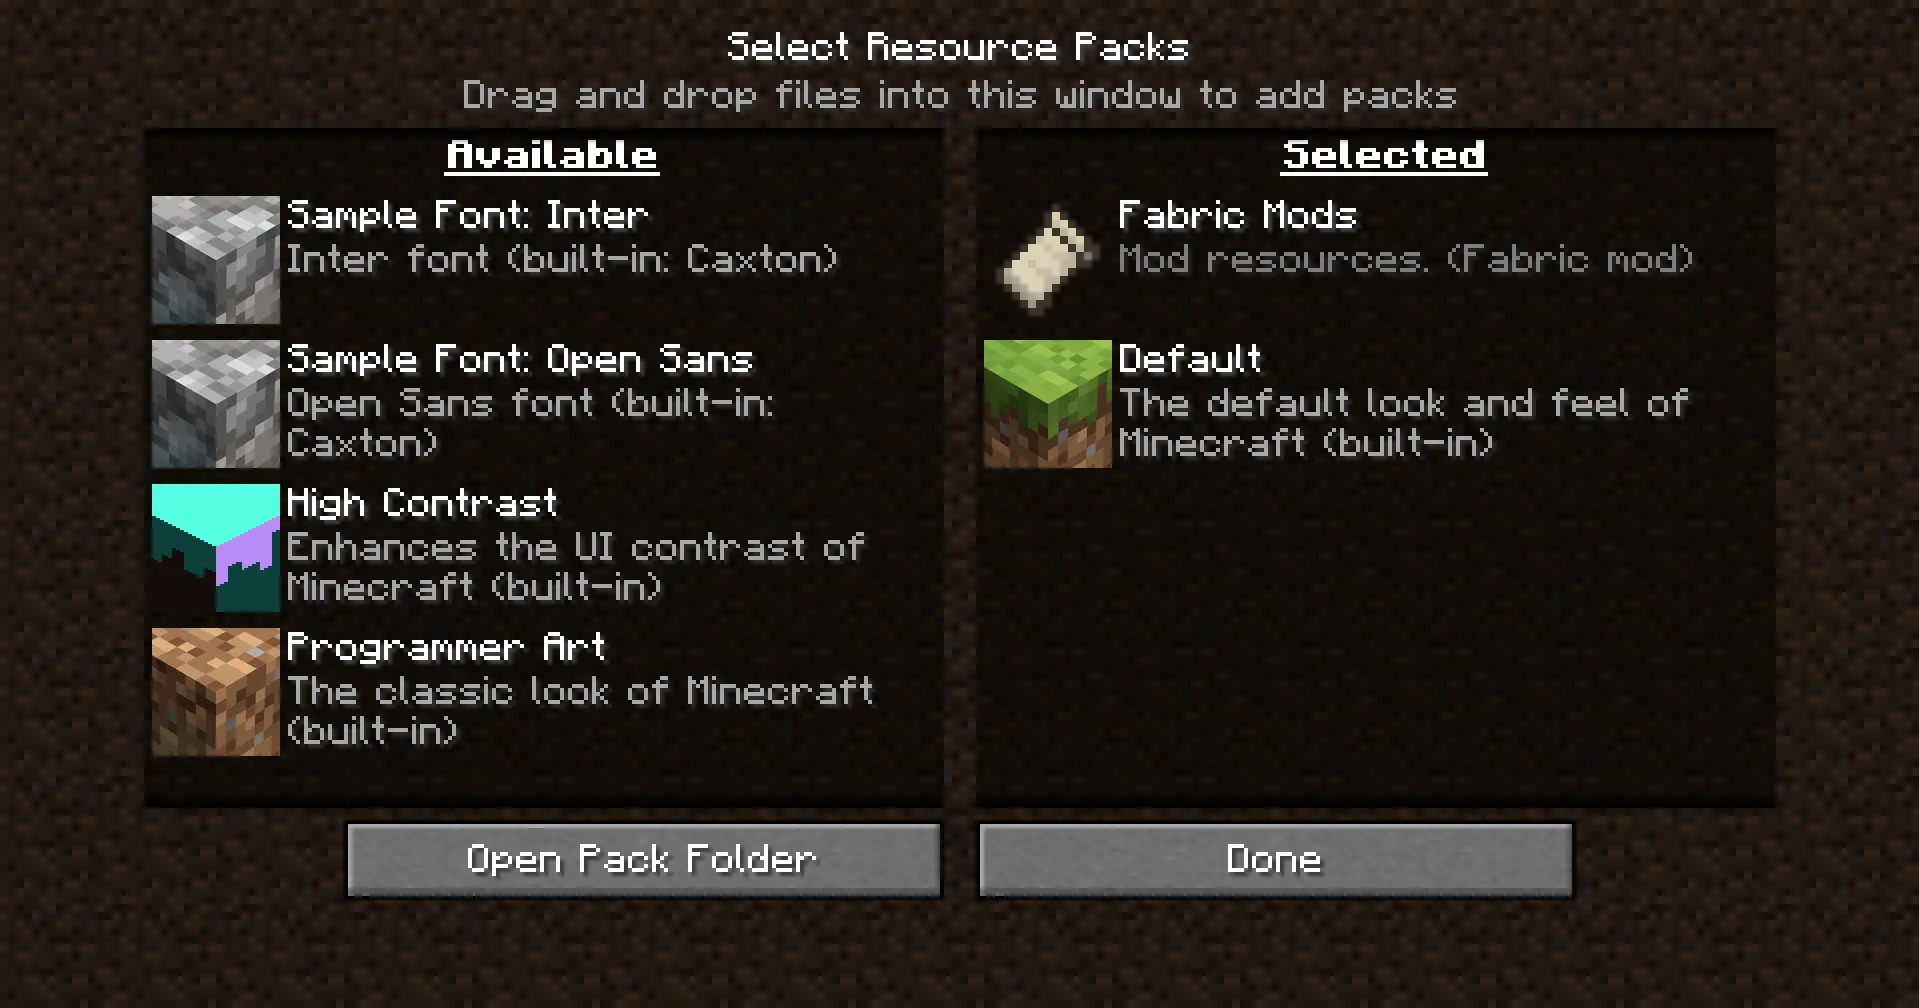 Select Resource Packs
Drag and drop files into this window to add packs
Available
Sample Font: Inter
Inter font (built-in: Caxton)
Sample Font: Open Sans
Open Sans font (built-in:
Caxton)
High Contrast
Enhances the UI contrast of
Minecraft (built-in)
Programmer Art
The classic look of Minecraft
(built-in)
Selected
Fabric Mods
Mod resources. (Fabric mod)
Default
The default look and feel of
Minecraft (built-in)
Open Pack Folder
Done